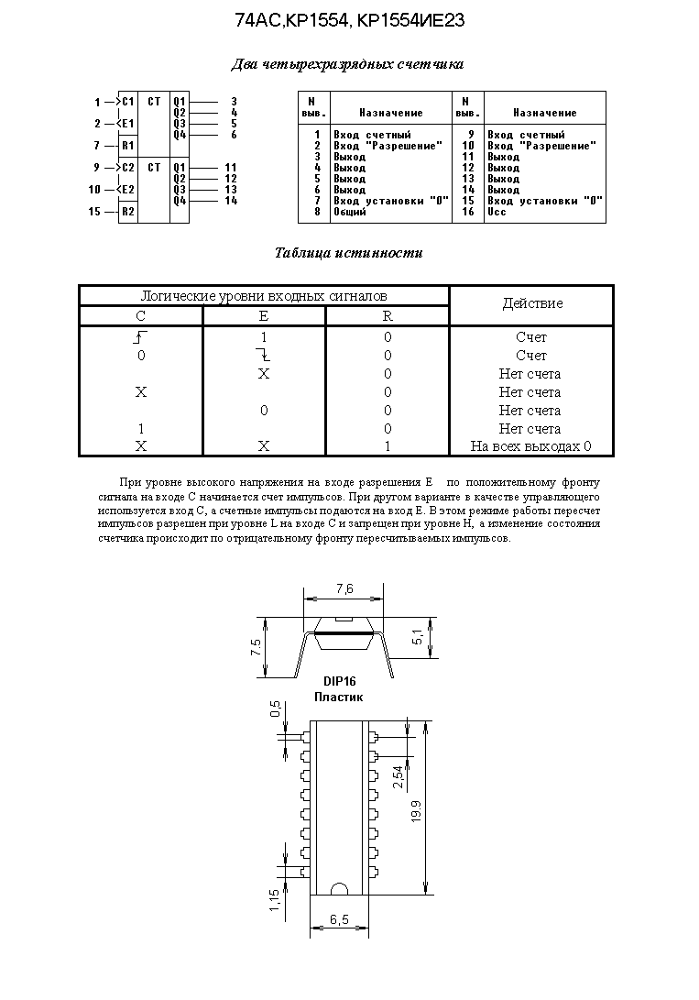 74AC,КР1554, КР1554ИЕ23
Два четырехразрядных счетчика
1 C1 CT Q1 3
Q2 4
2 E1 Q3 5
Q4 6
7 R1
9 C2 CT Q1 11
Q2 12
10 E2 Q3 13
Q4 14
15 R2
N выв. Назначение N выв. Назначение
1 Вход счетный 9 Вход счетный
2 Вход "Разрешение" 10 Вход "Разрешение"
3 Выход 11 Выход
4 Выход 12 Выход
5 Выход 13 Выход
6 Выход 14 Выход
7 Вход установки "0" 15 Вход установки "0"
8 Общий 16 Ucc
Таблица истинности
Логические уровни входных сигналов Действие
C E R
1 0 Счет
0 0 Счет
X 0 Нет счета
X 0 Нет счета
0 0 Нет счета
1 0 Нет счета
X X 1 На всех выходах 0
При уровне высокого напряжения на входе разрешения E по положительному фронту
сигнала на входе C начинается счет импульсов. При другом варианте в качестве управляющего
используется вход C, а счетные импульсы подаются на вход E. В этом режиме работы пересчет
импульсов разрешен при уровне L на входе C и запрещен при уровне H, а изменение состояния
счетчика происходит по отрицательному фронту пересчитываемых импульсов.
7,6
7.5
5,1
DIP16
Пластик
0,5
2,54
19.9
1,15
6,5